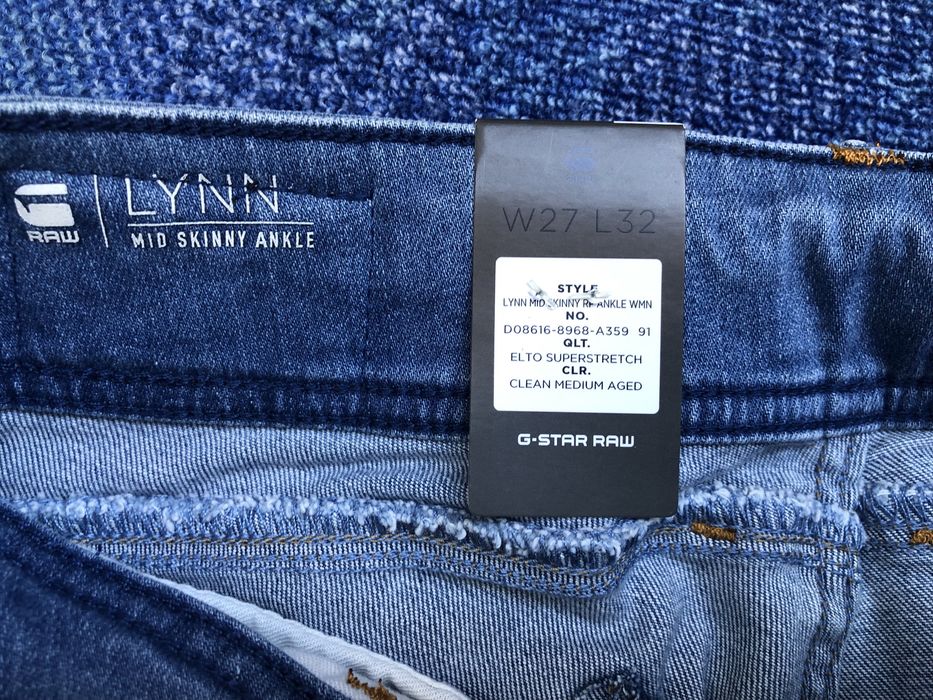 LYNN
RAW
MID SKINNY ANKLE
W27 L32
STYLE
LYNN MID SKINNY RP ANKLE WMN
NO.
D08616-8968-A359 91
QLT.
ELTO SUPERSTRETCH
CLR.
CLEAN MEDIUM AGED
G-STAR RAW